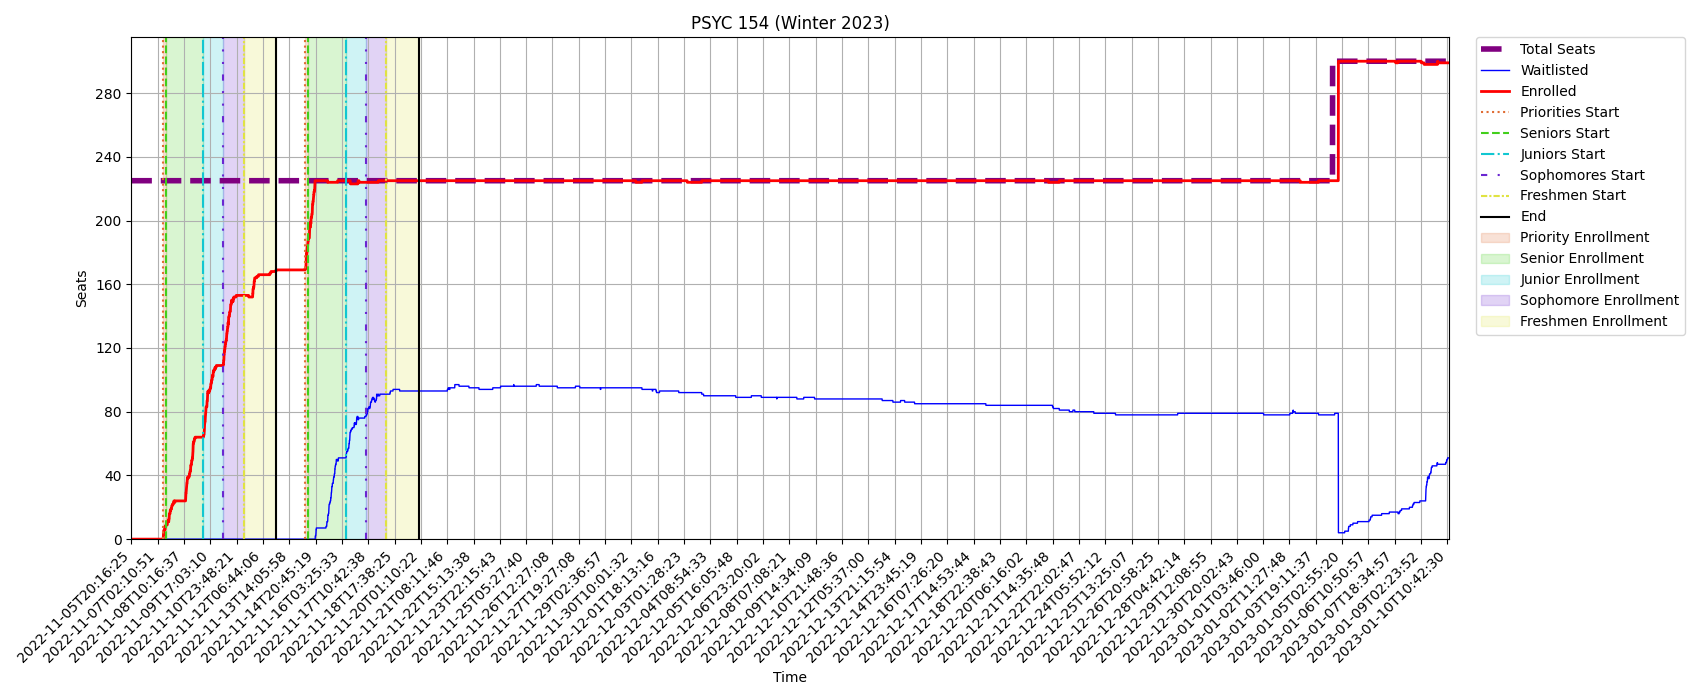 PSYC 154 (Winter 2023)
Seats
280
240
200
160
120
80
40
0
2022-11-05T20:16:25
2022-11-07T02:10:51
2022-11-08T10:16:37
2022-11-09T17:03:10
2022-11-10T23:48:21
2022-11-12T06:44:06
2022-11-13T14:05:58
2022-11-14T20:45:19
2022-11-16T03:25:33
2022-11-17T10:42:38
2022-11-18T17:38:25
2022-11-20T01:10:22
2022-11-21T08:11:46
2022-11-22T15:13:38
2022-11-23T22:15:43
2022-11-25T05:27:40
2022-11-26T12:27:08
2022-11-27T19:27:08
2022-11-29T02:36:57
2022-11-30T10:01:32
2022-12-01T18:13:16
2022-12-03T01:28:23
2022-12-04T08:54:33
2022-12-05T16:05:48
2022-12-06T23:20:02
2022-12-08T07:08:21
2022-12-09T14:34:09
2022-12-10T21:48:36
2022-12-12T05:37:00
2022-12-13T12:15:54
2022-12-14T23:45:19
2022-12-16T07:26:20
2022-12-17T14:53:44
2022-12-18T22:38:43
2022-12-20T06:16:02
2022-12-21T14:35:48
2022-12-22T22:02:47
2022-12-24T05:52:12
2022-12-25T13:25:07
2022-12-26T20:58:25
2022-12-28T04:42:14
2022-12-29T12:08:55
2022-12-30T20:02:43
2023-01-01T03:46:00
2023-01-02T11:27:48
2023-01-03T19:11:37
2023-01-05T02:55:20
2023-01-06T10:50:57
2023-01-07T18:34:57
2023-01-09T02:23:52
2023-01-10T10:42:30
Time
Total Seats
Waitlisted
Enrolled
Priorities Start
Seniors Start
Juniors Start
Sophomores Start
Freshmen Start
End
Priority Enrollment
Senior Enrollment
Junior Enrollment
Sophomore Enrollment
Freshmen Enrollment